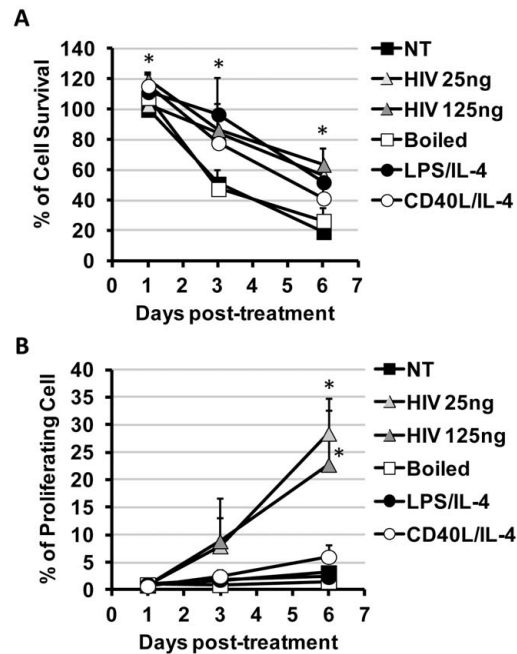 A
% of Cell Survival
140
120
100
80
60
40
20
0
* * *
0 1 2 3 4 5 6 7
Days post-treatment
NT
HIV 25ng
HIV 125ng
Boiled
LPS/IL-4
CD40L/IL-4
B
% of Proliferating Cell
40
35
30
25
20
15
10
5
0
*
*
0 1 2 3 4 5 6 7
Days post-treatment
NT
HIV 25ng
HIV 125ng
Boiled
LPS/IL-4
CD40L/IL-4